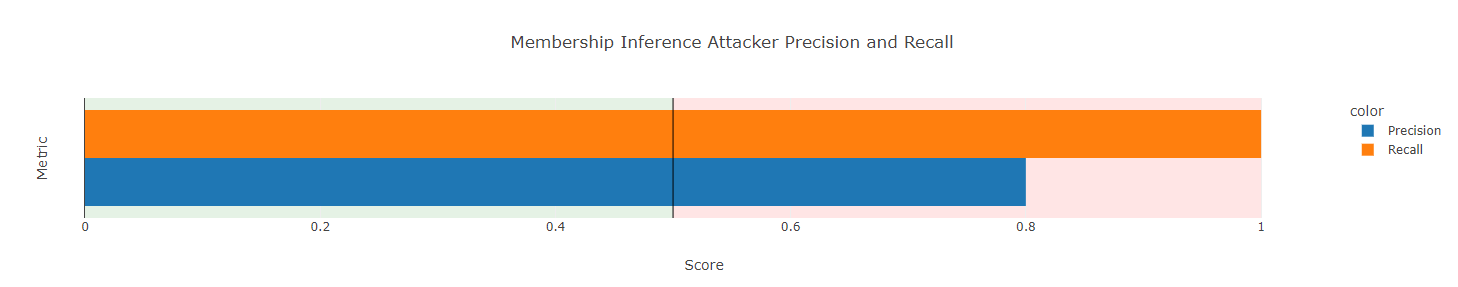 Membership Inference Attacker Precision and Recall
Metric
0 0.2 0.4 0.6 0.8 1
Score
color
Precision
Recall